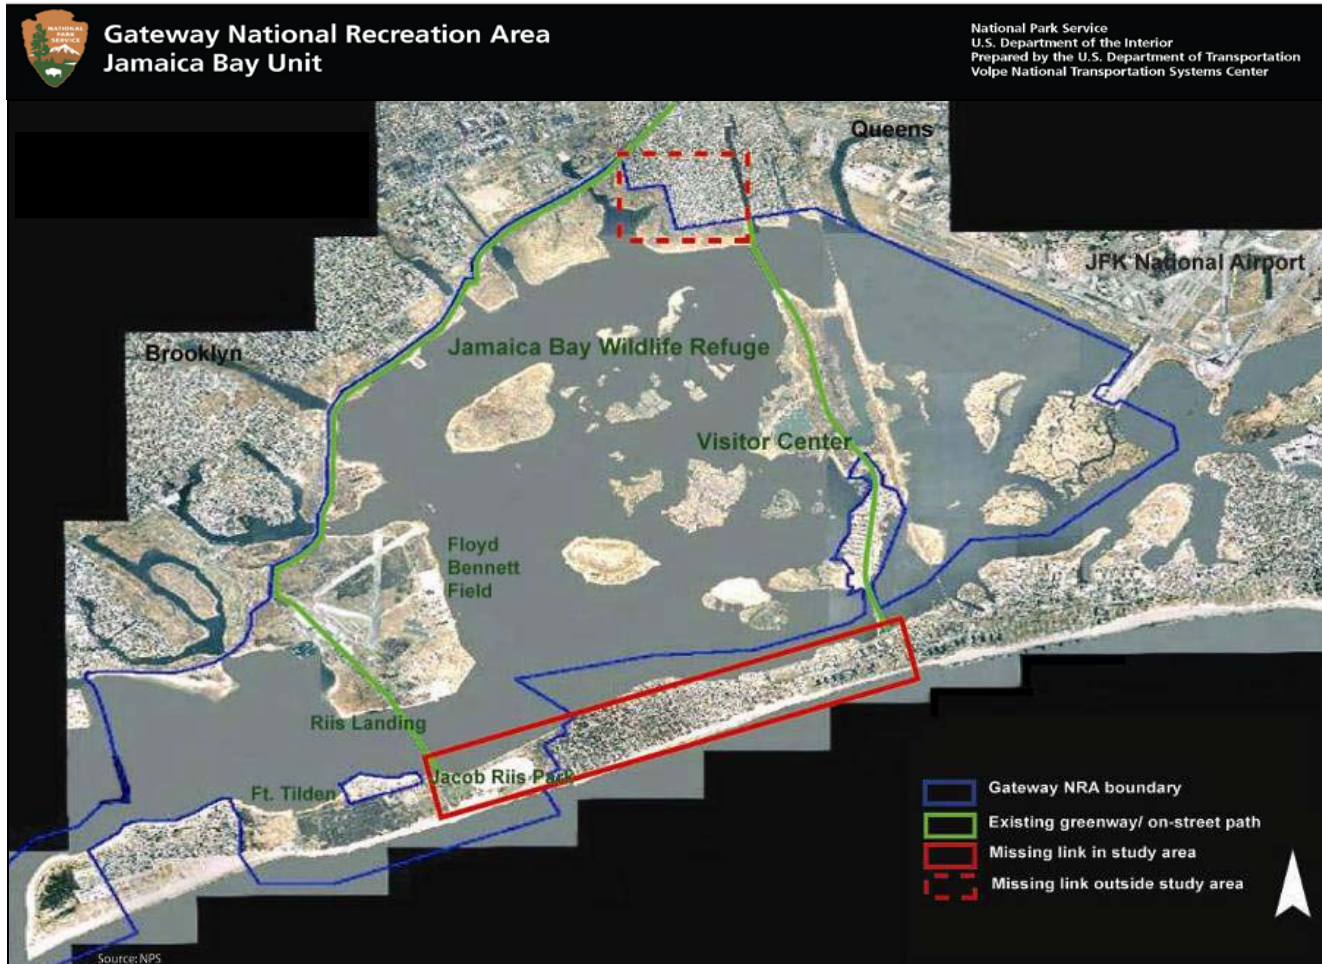 NATIONAL
PARK
SERVICE
Gateway National Recreation Area
Jamaica Bay Unit
National Park Service
U.S. Department of the Interior
Prepared by the U.S. Department of Transportation
Volpe National Transportation Systems Center
Queens
JFK National Airport
Brooklyn
Jamaica Bay Wildlife Refuge
Visitor Center
Floyd
Bennett
Field
Riis Landing
Jacob Riis Park
Ft. Tilden
Gateway NRA boundary
Existing greenway/ on-street path
Missing link in study area
Missing link outside study area
Source: NPS